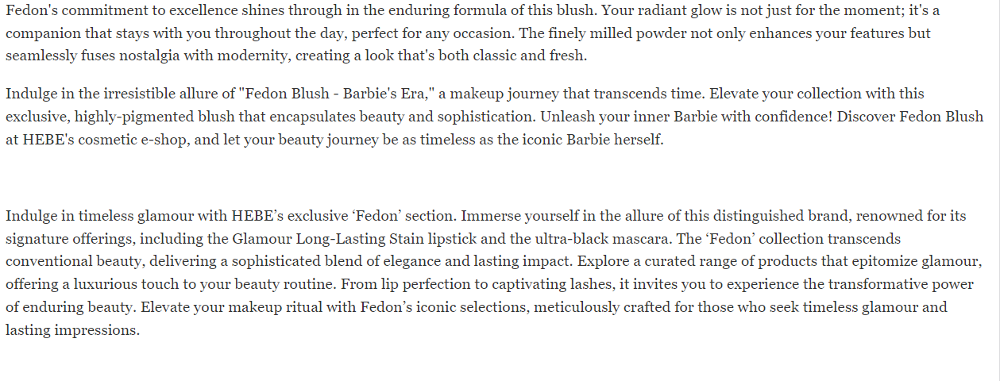 Fedon's commitment to excellence shines through in the enduring formula of this blush. Your radiant glow is not just for the moment; it's a
companion that stays with you throughout the day, perfect for any occasion. The finely milled powder not only enhances your features but
seamlessly fuses nostalgia with modernity, creating a look that's both classic and fresh.
Indulge in the irresistible allure of "Fedon Blush - Barbie's Era," a makeup journey that transcends time. Elevate your collection with this
exclusive, highly-pigmented blush that encapsulates beauty and sophistication. Unleash your inner Barbie with confidence! Discover Fedon Blush
at HEBE's cosmetic e-shop, and let your beauty journey be as timeless as the iconic Barbie herself.
Indulge in timeless glamour with HEBE’s exclusive ‘Fedon’ section. Immerse yourself in the allure of this distinguished brand, renowned for its
signature offerings, including the Glamour Long-Lasting Stain lipstick and the ultra-black mascara. The ‘Fedon’ collection transcends
conventional beauty, delivering a sophisticated blend of elegance and lasting impact. Explore a curated range of products that epitomize glamour,
offering a luxurious touch to your beauty routine. From lip perfection to captivating lashes, it invites you to experience the transformative power
of enduring beauty. Elevate your makeup ritual with Fedon’s iconic selections, meticulously crafted for those who seek timeless glamour and
lasting impressions.